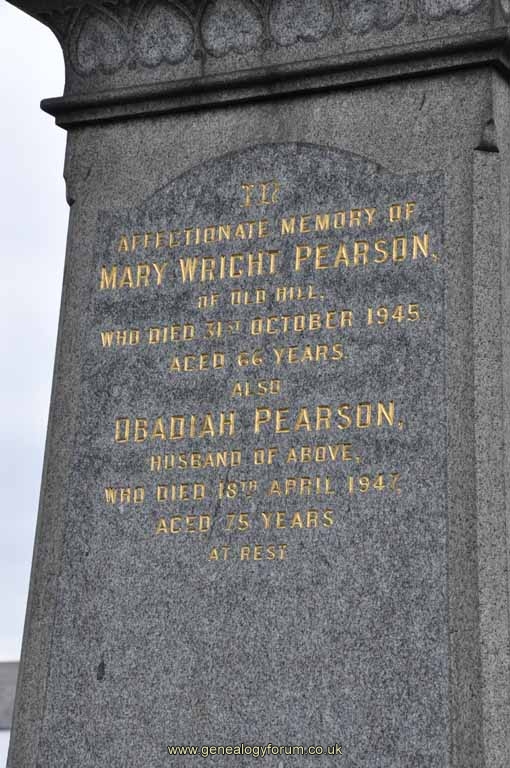 IN
AFFECTIONATE MEMORY OF
MARY WRIGHT PEARSON,
OF OLD HILL,
WHO DIED 31ST OCTOBER 1945.
AGED 66 YEARS.
ALSO
OBADIAH PEARSON,
HUSBAND OF ABOVE,
WHO DIED 18TH APRIL 1947,
AGED 75 YEARS
AT REST
www.genealogyforum.co.uk